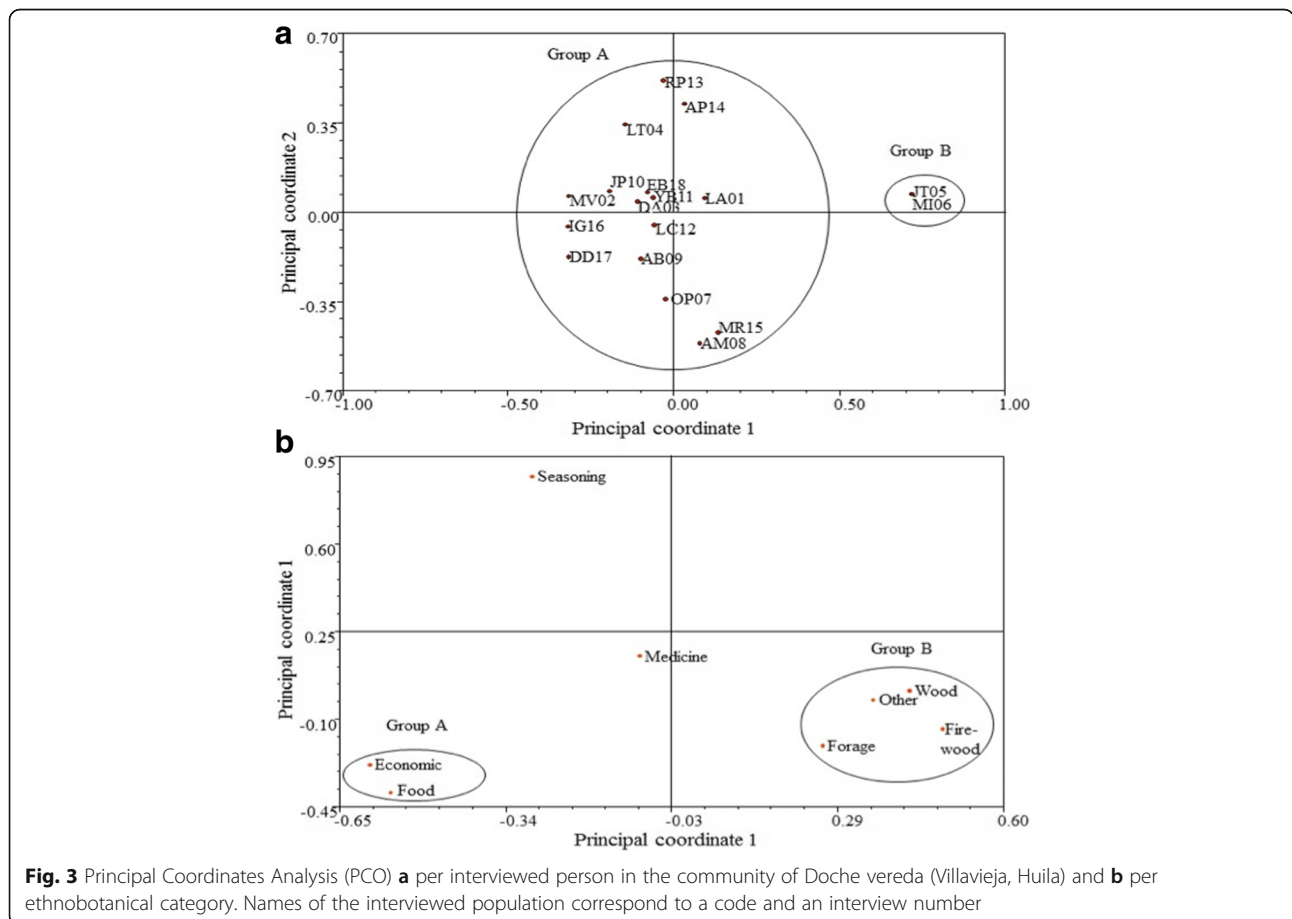 a
0.70
Group A
RP13
AP14
0.35
LT04
Group B
JP10
EB18
JT05
MV02
YB11
LA01
MI06
DA03
0.00
IG16
LC12
DD17
AB09
-0.35
OP07
MR15
AM08
-0.70
-1.00
-0.50
0.00
0.50
1.00
Principal coordinate 2
Principal coordinate 1
b
0.95
Seasoning
0.60
0.25
Medicine
Group B
Wood
Other
-0.10
Group A
Fire-
wood
Forage
Economic
Food
-0.45
-0.65
-0.34
-0.03
0.29
0.60
Principal coordinate 1
Principal coordinate 1
Fig. 3 Principal Coordinates Analysis (PCO) a per interviewed person in the community of Doche vereda (Villavieja, Huila) and b per
ethnobotanical category. Names of the interviewed population correspond to a code and an interview number